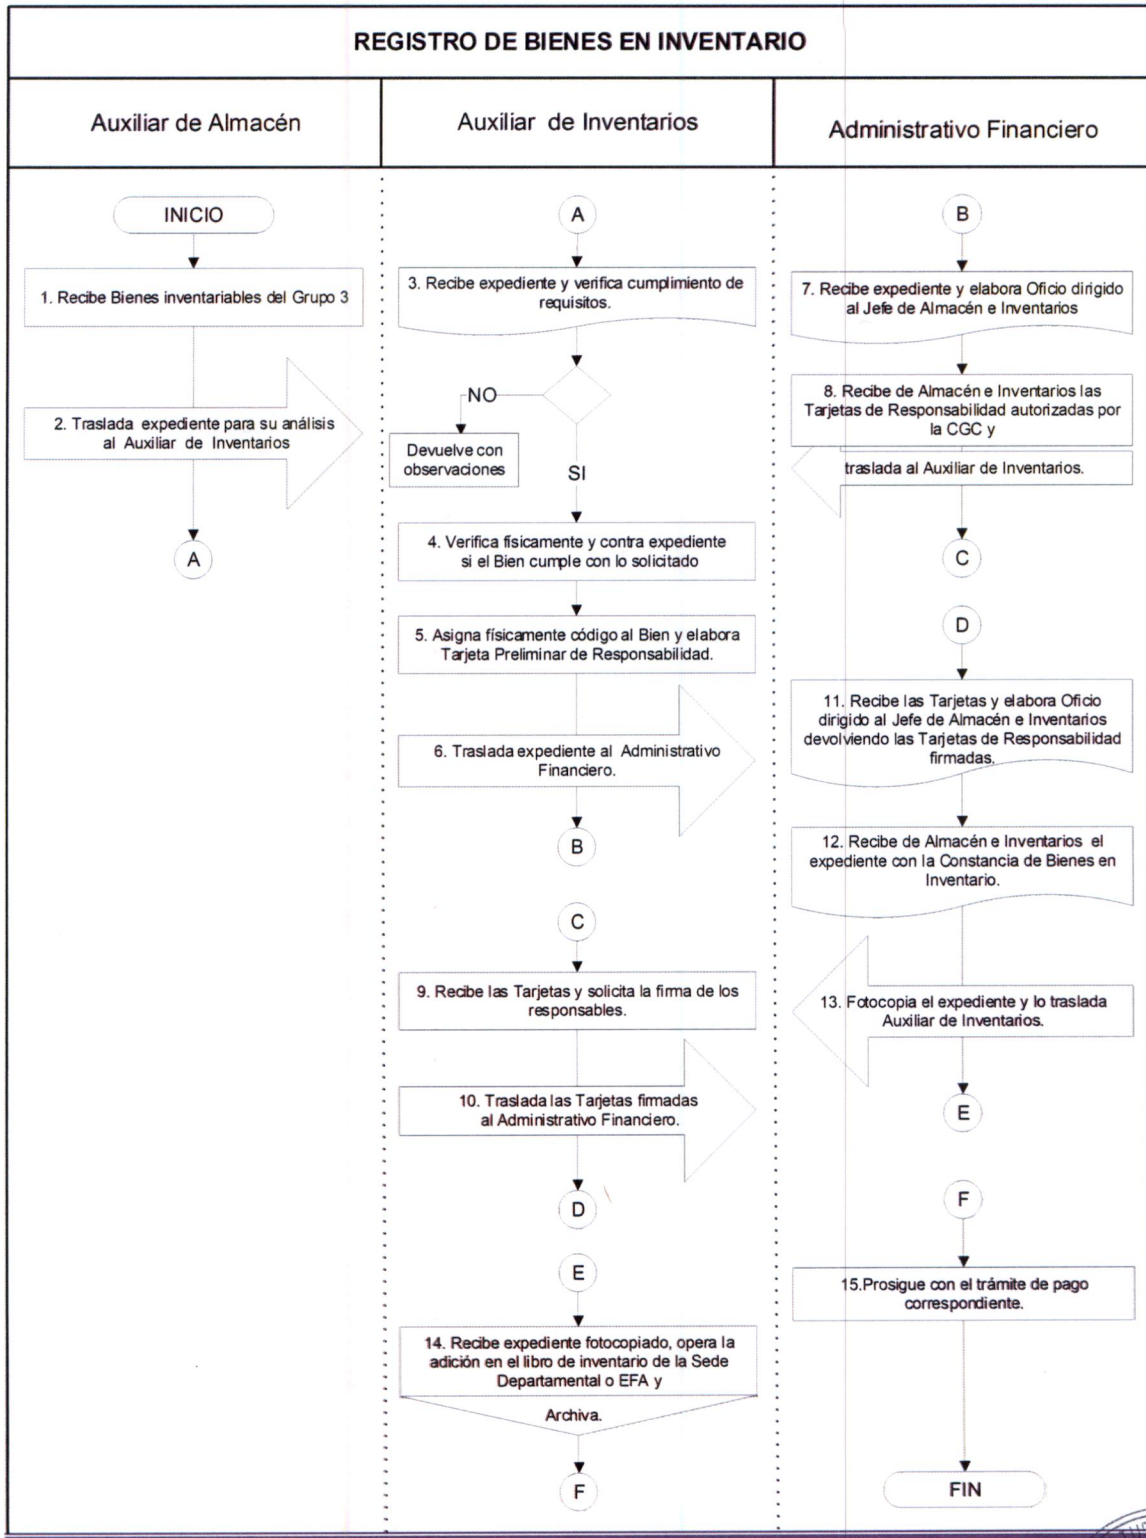 REGISTRO DE BIENES EN INVENTARIO
Auxiliar de Almacén
Auxiliar de Inventarios
Administrativo Financiero
INICIO
1. Recibe Bienes inventariables del Grupo 3
2. Traslada expediente para su análisis
al Auxiliar de Inventarios
A
A
3. Recibe expediente y verifica cumplimiento de
requisitos.
NO
Devuelve con
observaciones
SI
4. Verifica físicamente y contra expediente
si el Bien cumple con lo solicitado
5. Asigna físicamente código al Bien y elabora
Tarjeta Preliminar de Responsabilidad.
6. Traslada expediente al Administrativo
Financiero.
B
C
9. Recibe las Tarjetas y solicita la firma de los
responsables.
10. Traslada las Tarjetas firmadas
al Administrativo Financiero.
D
E
14. Recibe expediente fotocopiado, opera la
adición en el libro de inventario de la Sede
Departamental o EFA y
Archiva.
F
B
7. Recibe expediente y elabora Oficio dirigido
al Jefe de Almacén e Inventarios
8. Recibe de Almacén e Inventarios las
Tarjetas de Responsabilidad autorizadas por
la CGC y
traslada al Auxiliar de Inventarios.
C
D
11. Recibe las Tarjetas y elabora Oficio
dirigido al Jefe de Almacén e Inventarios
devolviendo las Tarjetas de Responsabilidad
firmadas.
12. Recibe de Almacén e Inventarios el
expediente con la Constancia de Bienes en
Inventario.
13. Fotocopia el expediente y lo traslada
Auxiliar de Inventarios.
E
F
15.Prosigue con el trámite de pago
correspondiente.
FIN